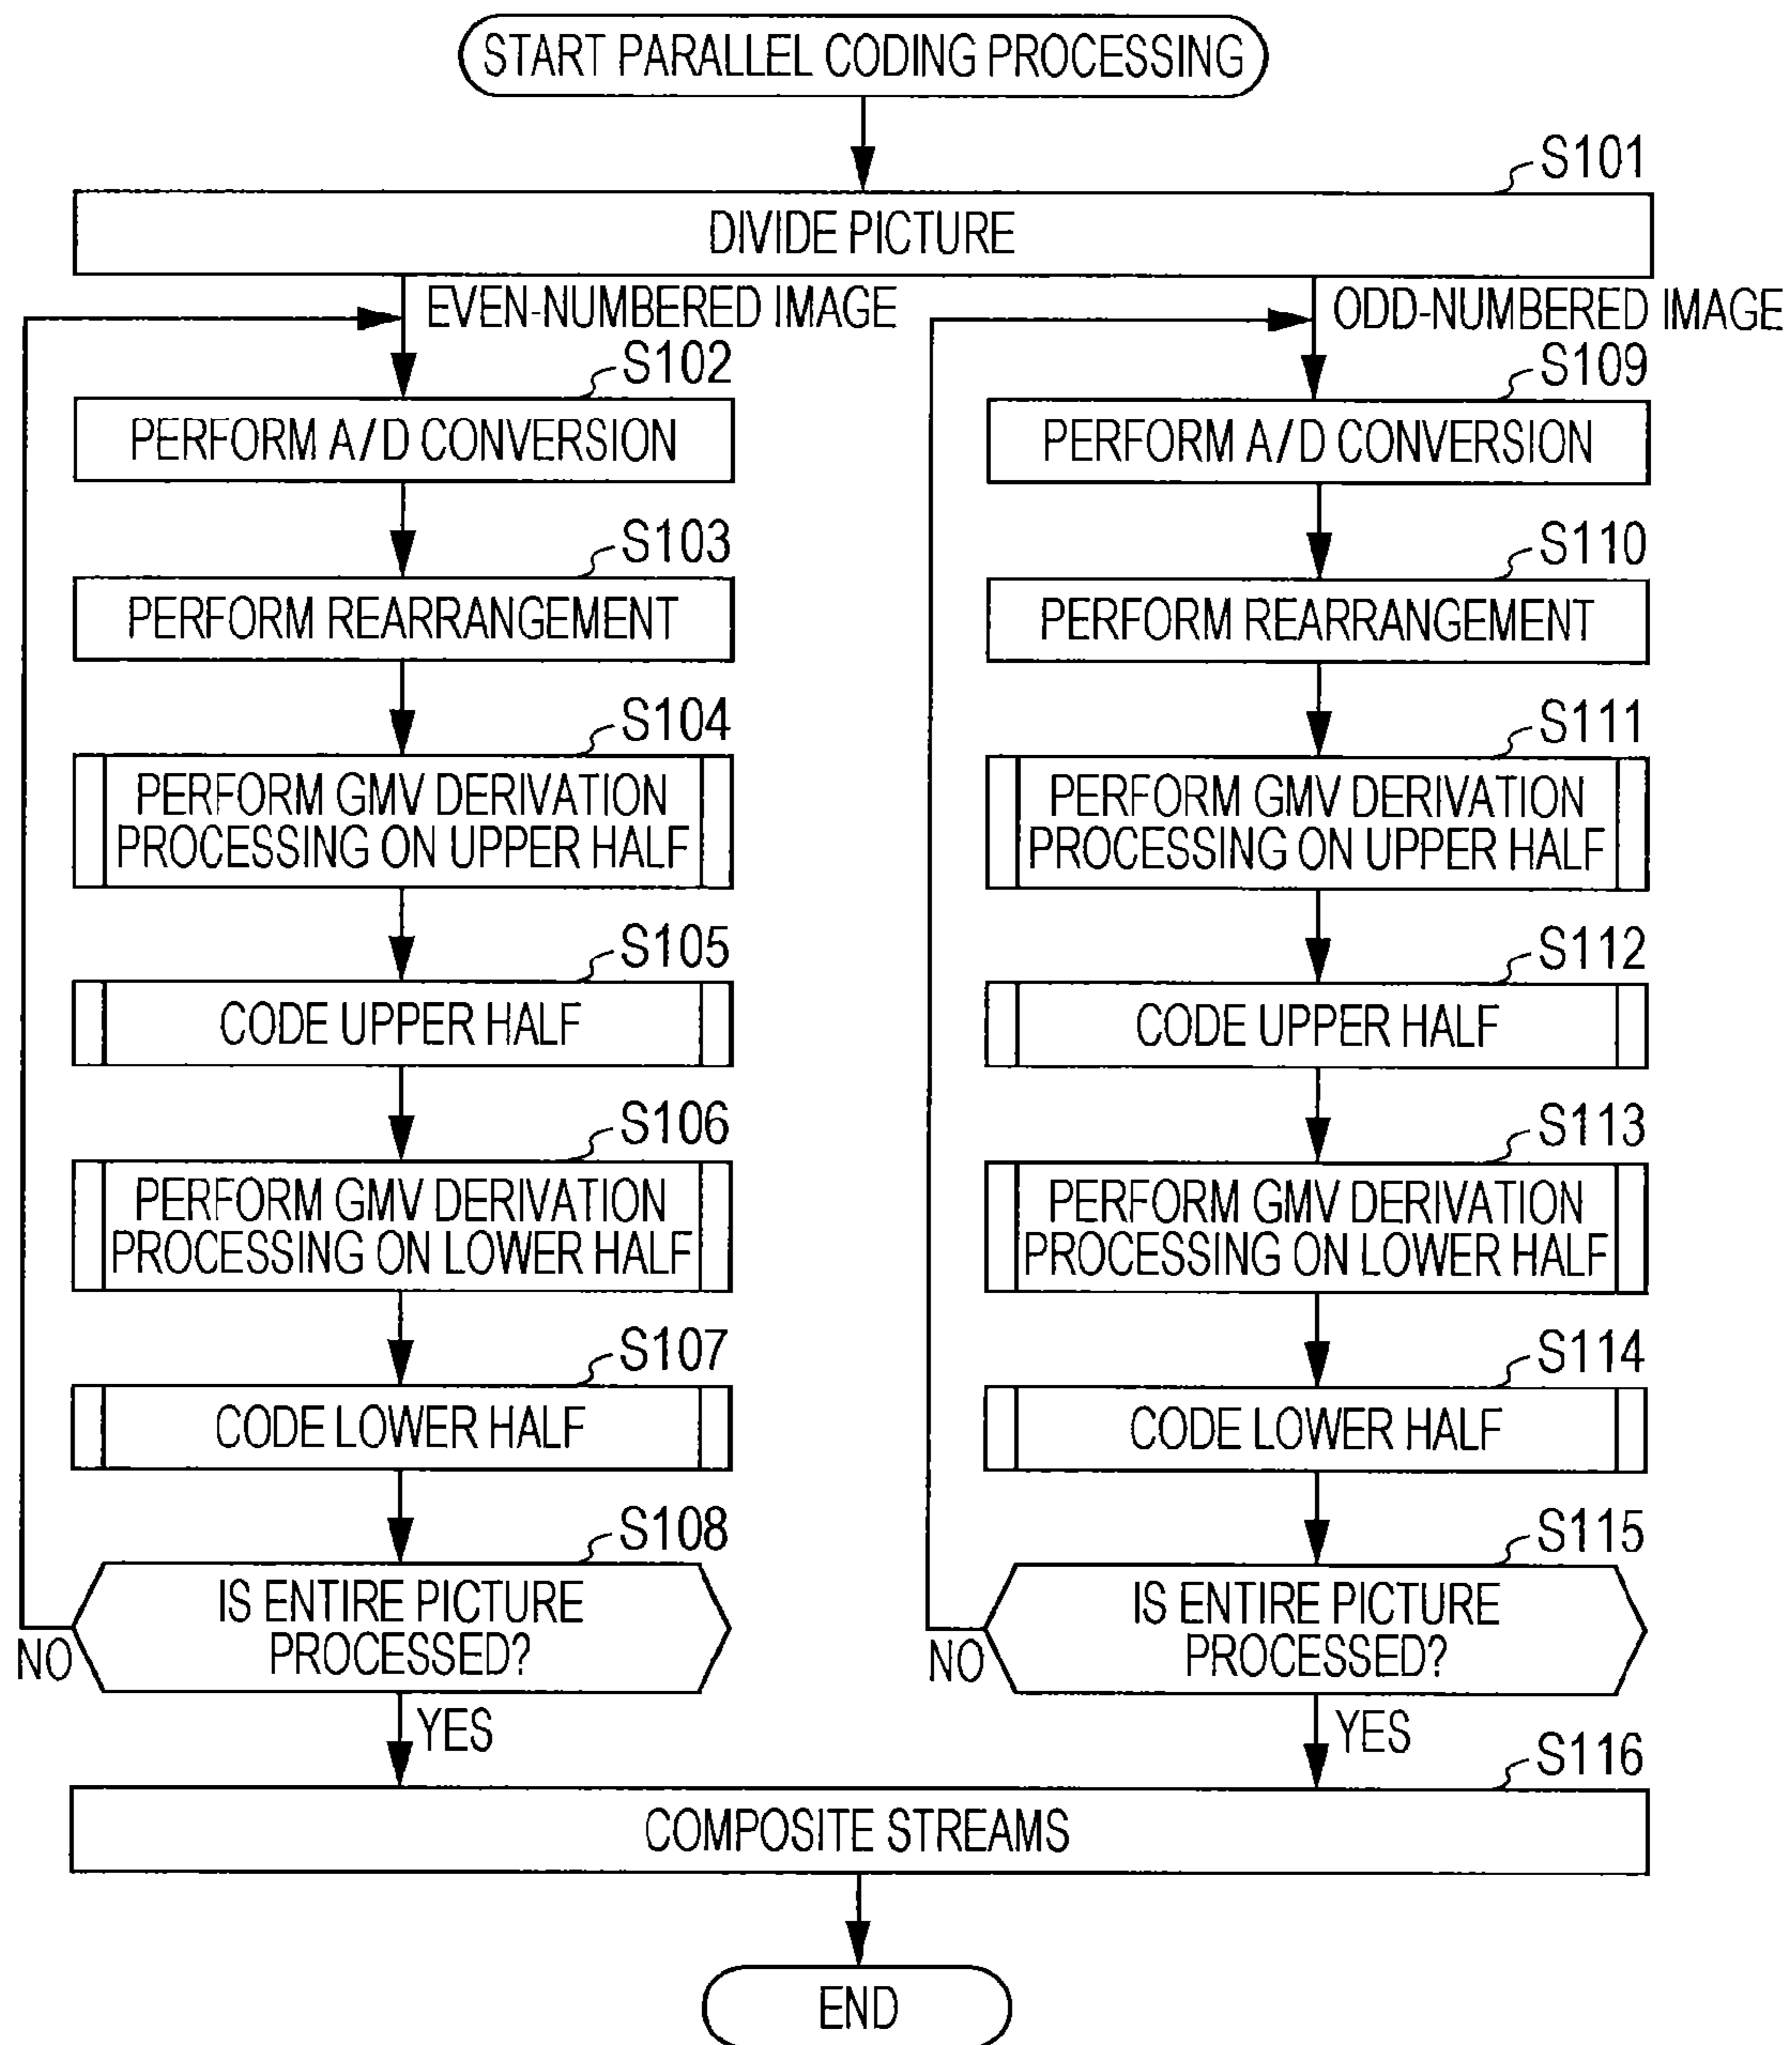 START PARALLEL CODING PROCESSING
S101
DIVIDE PICTURE
EVEN-NUMBERED IMAGE
S102
PERFORM A/D CONVERSION
S103
PERFORM REARRANGEMENT
S104
PERFORM GMV DERIVATION
PROCESSING ON UPPER HALF
S105
CODE UPPER HALF
S106
PERFORM GMV DERIVATION
PROCESSING ON LOWER HALF
S107
CODE LOWER HALF
S108
IS ENTIRE PICTURE
PROCESSED?
NO
YES
ODD-NUMBERED IMAGE
S109
PERFORM A/D CONVERSION
S110
PERFORM REARRANGEMENT
S111
PERFORM GMV DERIVATION
PROCESSING ON UPPER HALF
S112
CODE UPPER HALF
S113
PERFORM GMV DERIVATION
PROCESSING ON LOWER HALF
S114
CODE LOWER HALF
S115
IS ENTIRE PICTURE
PROCESSED?
NO
YES
S116
COMPOSITE STREAMS
END